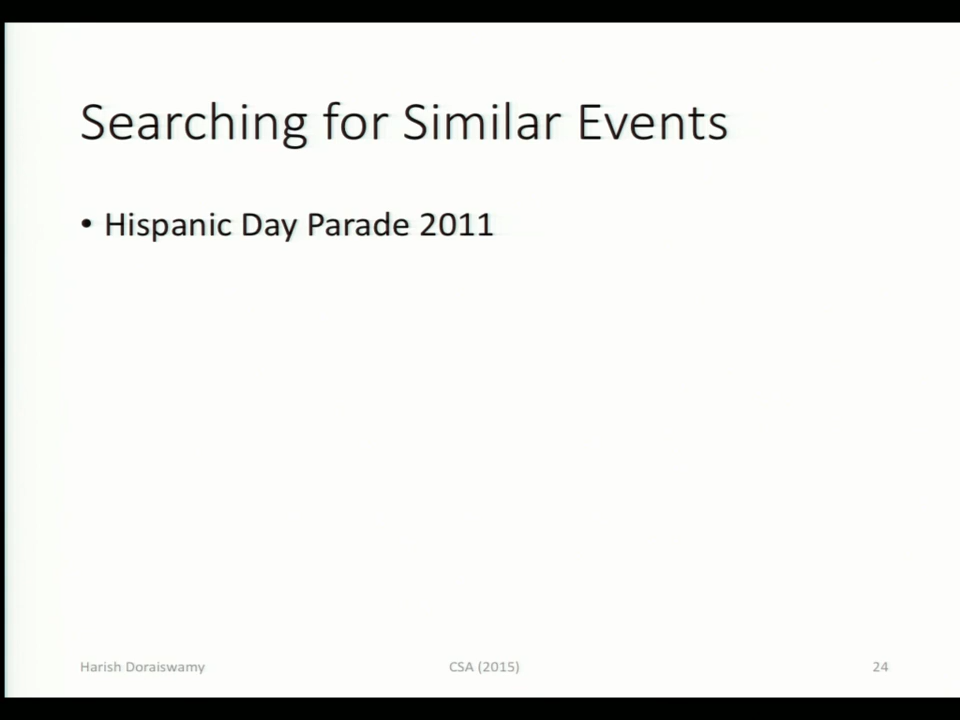 Searching for Similar Events
• Hispanic Day Parade 2011
Harish Doraiswamy
CSA (2015)
24